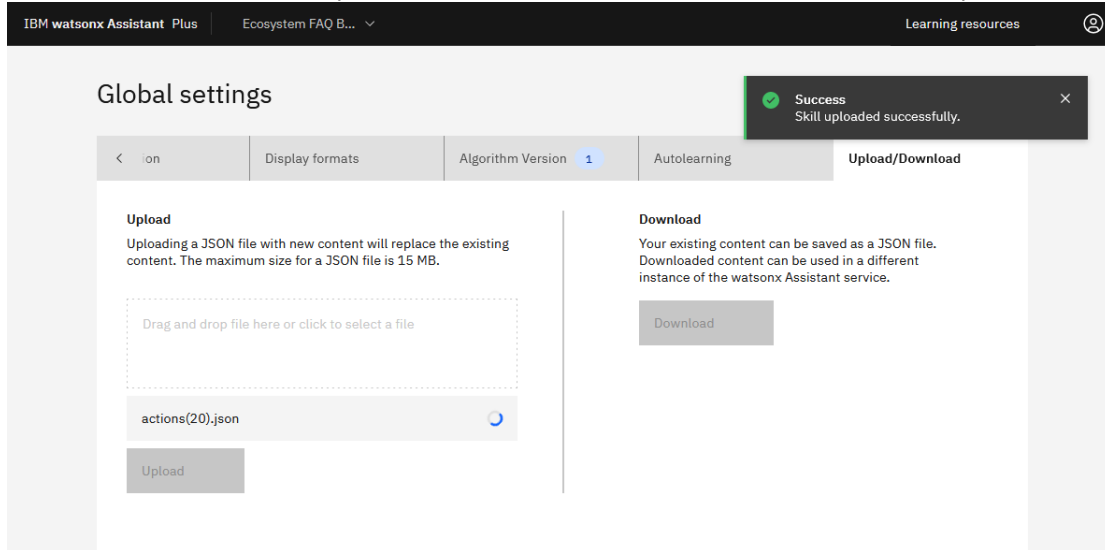 IBM watsonx Assistant Plus
Ecosystem FAQ B...
Learning resources
Global settings
Success
Skill uploaded successfully.
ion
Display formats
Algorithm Version 1
Autolearning
Upload/Download
Upload
Uploading a JSON file with new content will replace the existing
content. The maximum size for a JSON file is 15 MB.
Drag and drop file here or click to select a file
actions(20).json
Upload
Download
Your existing content can be saved as a JSON file.
Downloaded content can be used in a different
instance of the watsonx Assistant service.
Download